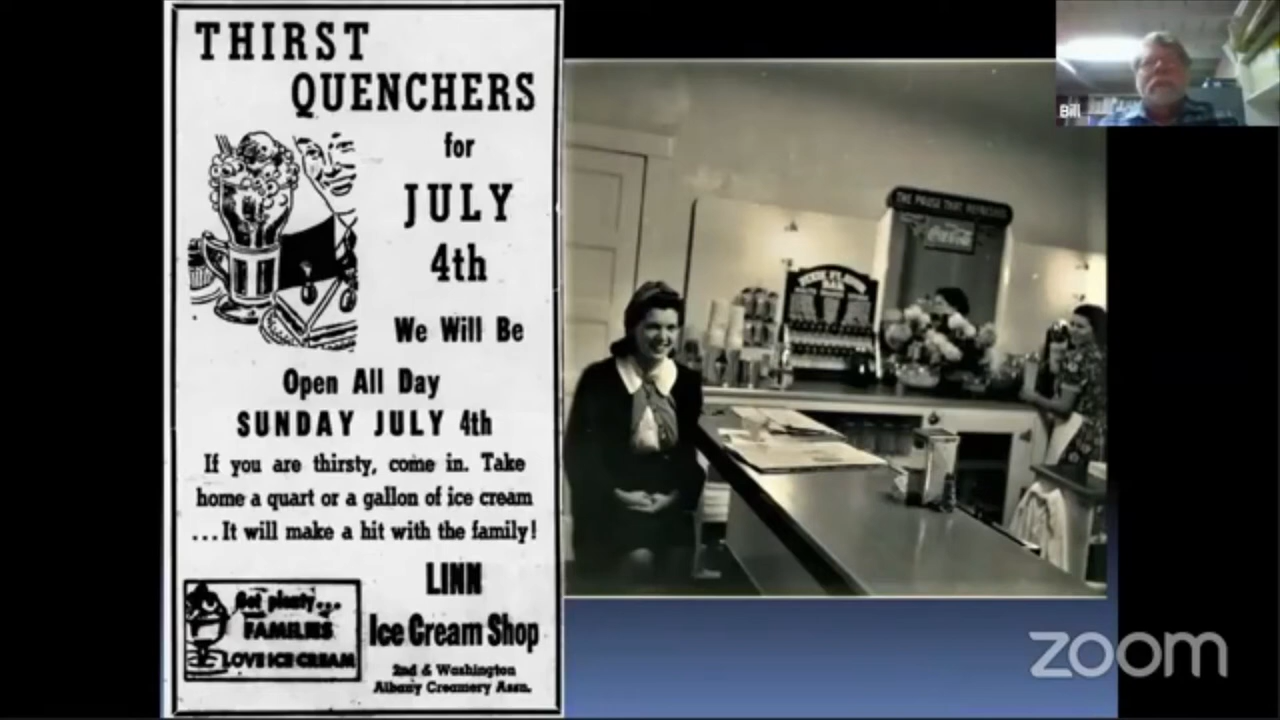 THIRST
QUENCHERS
for
JULY
4th
We Will Be
Open All Day
SUNDAY JULY 4th
If you are thirsty, come in. Take
home a quart or a gallon of ice cream
...It will make a hit with the family!
LINN
Ice Cream Shop
2nd & Washington
Albany Creamery Assn.
Get plenty...
FAMILIES
LOVE ICE CREAM
THE PAUSE THAT REFRESHES
Coca-Cola
Bill
zoom